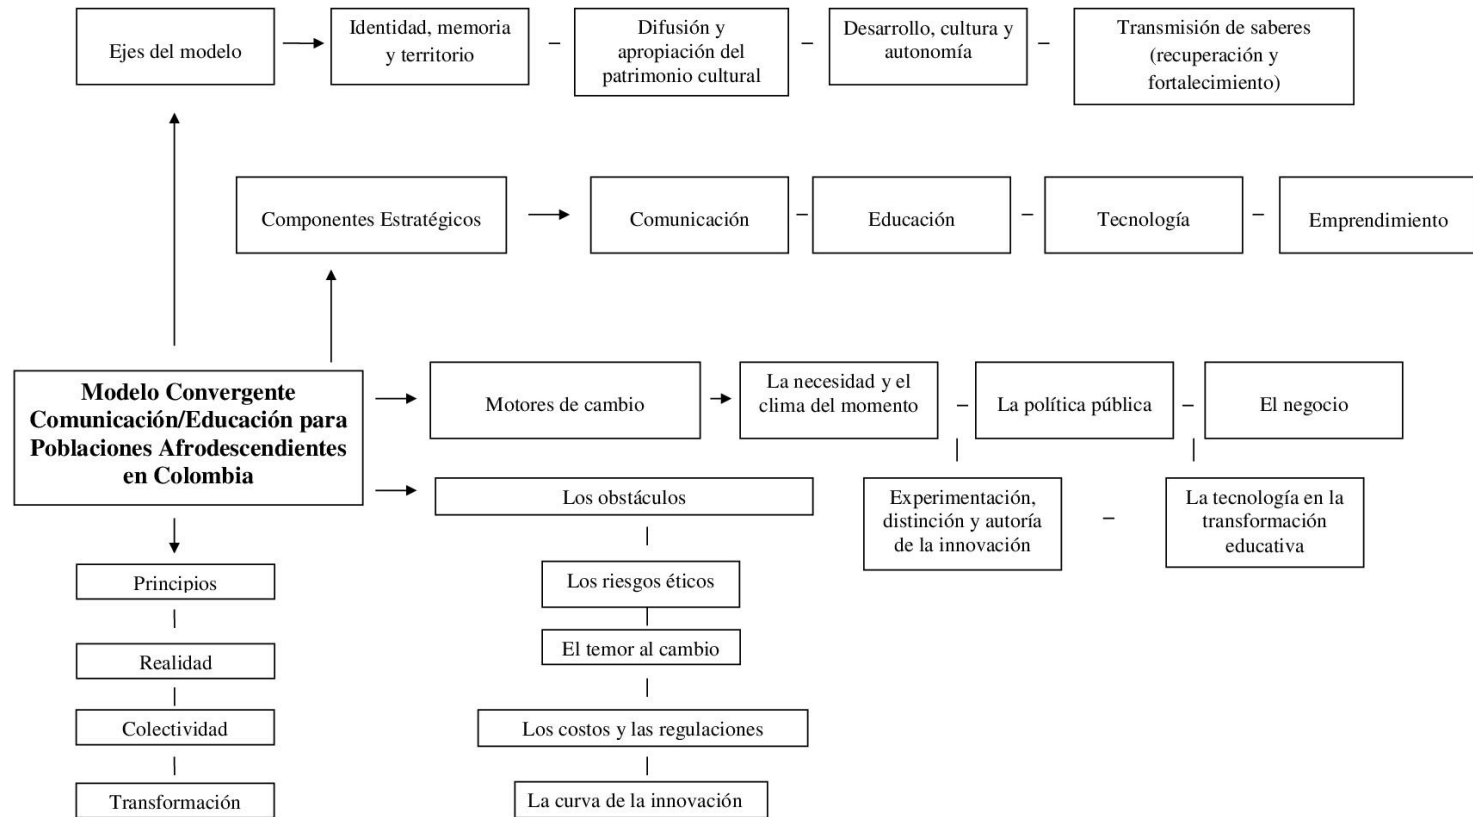 Ejes del modelo
Identidad, memoria
y territorio
Difusión y
apropiación del
patrimonio cultural
Desarrollo, cultura y
autonomía
Transmisión de saberes
(recuperación y
fortalecimiento)
Componentes Estratégicos
Comunicación
Educación
Tecnología
Emprendimiento
Modelo Convergente
Comunicación/Educación para
Poblaciones Afrodescendientes
en Colombia
Motores de cambio
La necesidad y el
clima del momento
La política pública
El negocio
Experimentación,
distinción y autoría
de la innovación
La tecnología en la
transformación
educativa
Los obstáculos
Los riesgos éticos
El temor al cambio
Los costos y las regulaciones
La curva de la innovación
Principios
Realidad
Colectividad
Transformación